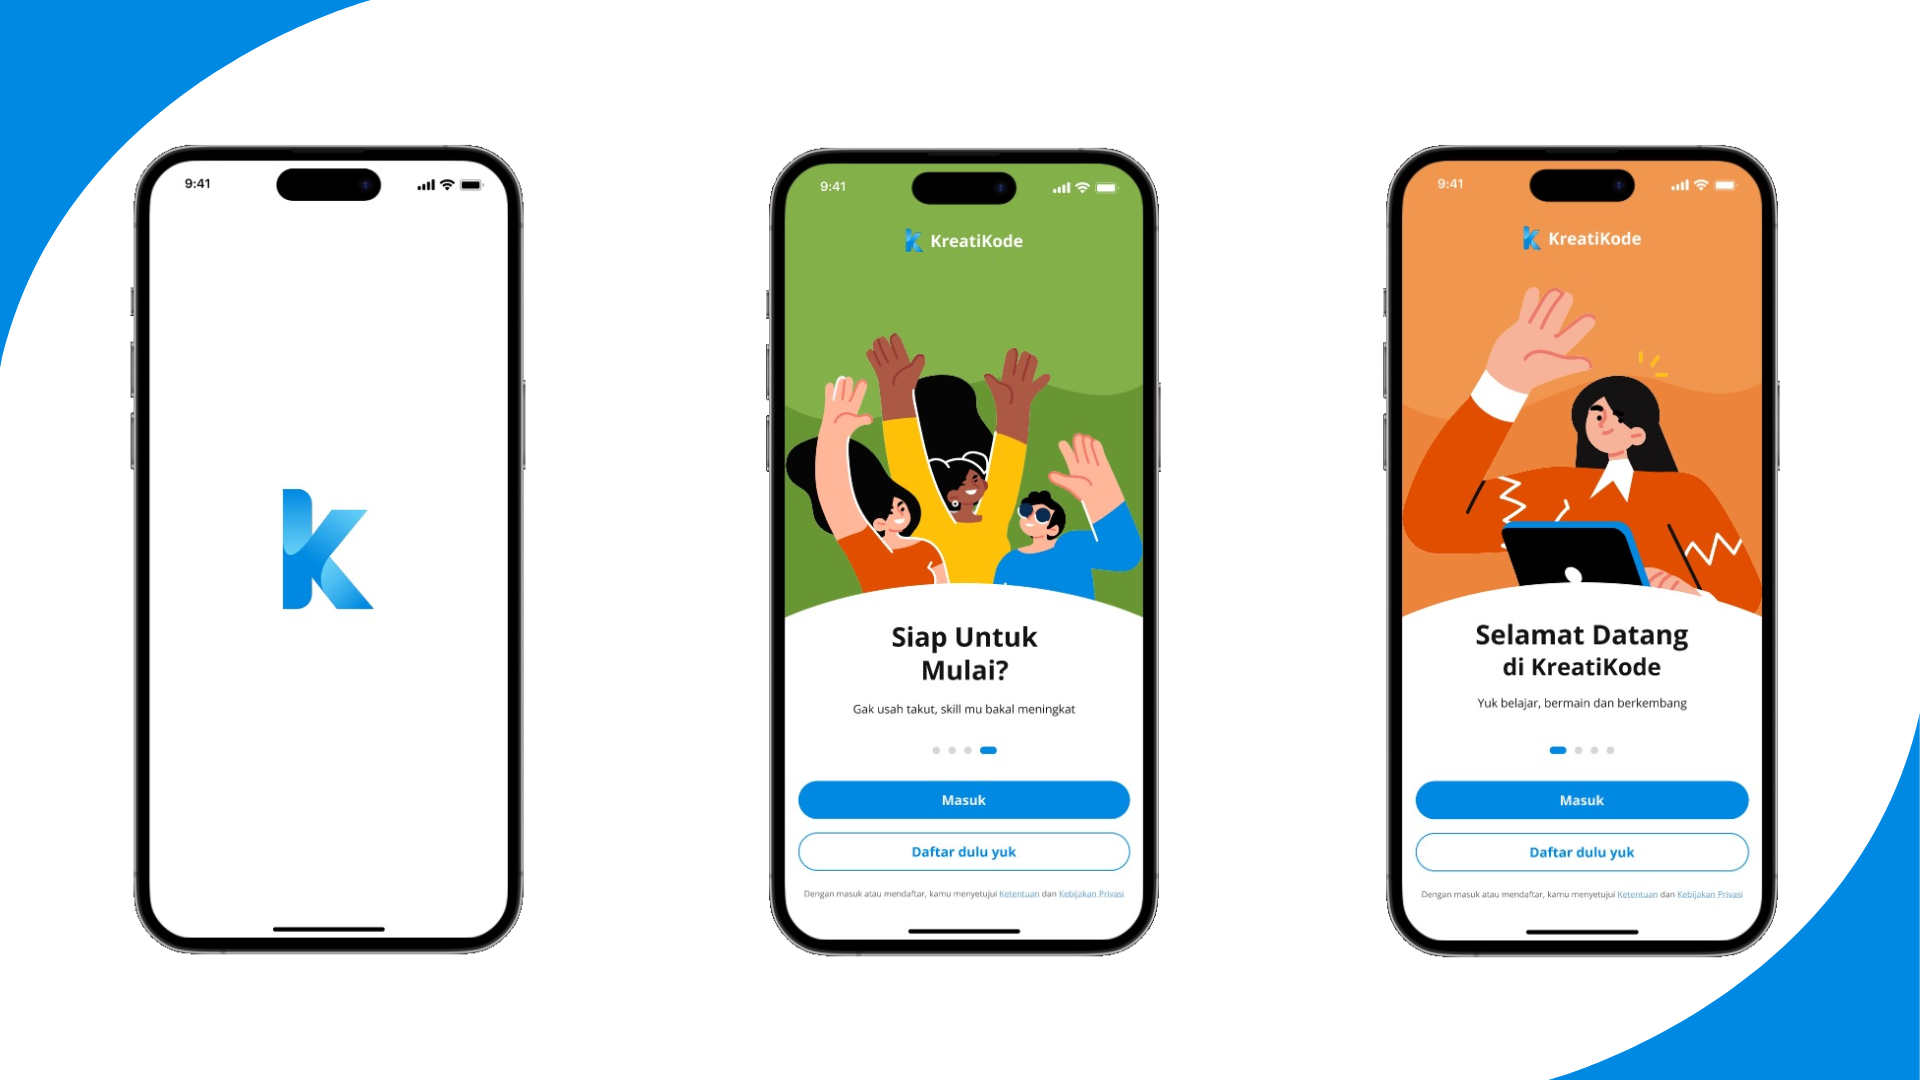 9:41
9:41
KreatiKode
Siap Untuk
Mulai?
Gak usah takut, skill mu bakal meningkat
Masuk
Daftar dulu yuk
Dengan masuk atau mendaftar, kamu menyetujui Ketentuan dan Kebijakan Privasi
9:41
KreatiKode
Selamat Datang
di KreatiKode
Yuk belajar, bermain dan berkembang
Masuk
Daftar dulu yuk
Dengan masuk atau mendaftar, kamu menyetujui Ketentuan dan Kebijakan Privasi